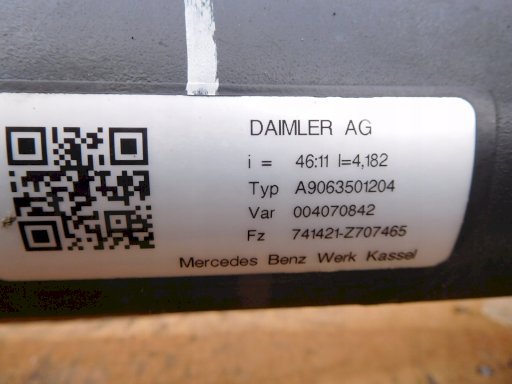 DAIMLER AG
i = 46:11 I=4,182
Typ A9063501204
Var 004070842
Fz 741421-Z707465
Mercedes Benz Werk Kassel